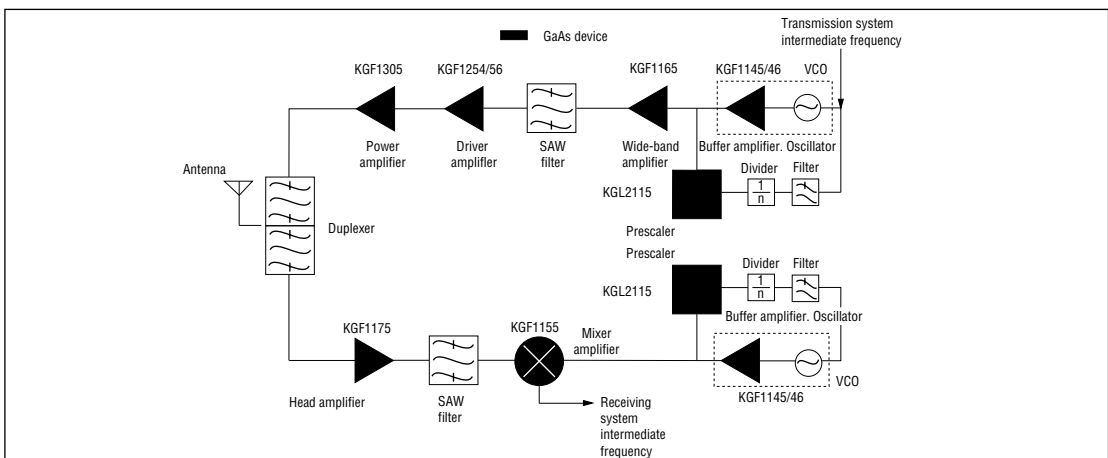 GaAs device
Transmission system
intermediate frequency
KGF1305
KGF1254/56
KGF1165
KGF1145/46
VCO
Power
amplifier
Driver
amplifler
SAW
filter
Wide-band
amplifier
Buffer amplifier. Oscillator
Antenna
Divider
Filter
KGL2115
1
n
Prescaler
Duplexer
Prescaler
KGL2115
Divider
Filter
1
n
Buffer amplifier. Oscillator
KGF1175
KGF1155
Mixer
amplifier
Head amplifier
SAW
filter
VCO
KGF1145/46
Receiving
system
intermediate
frequency